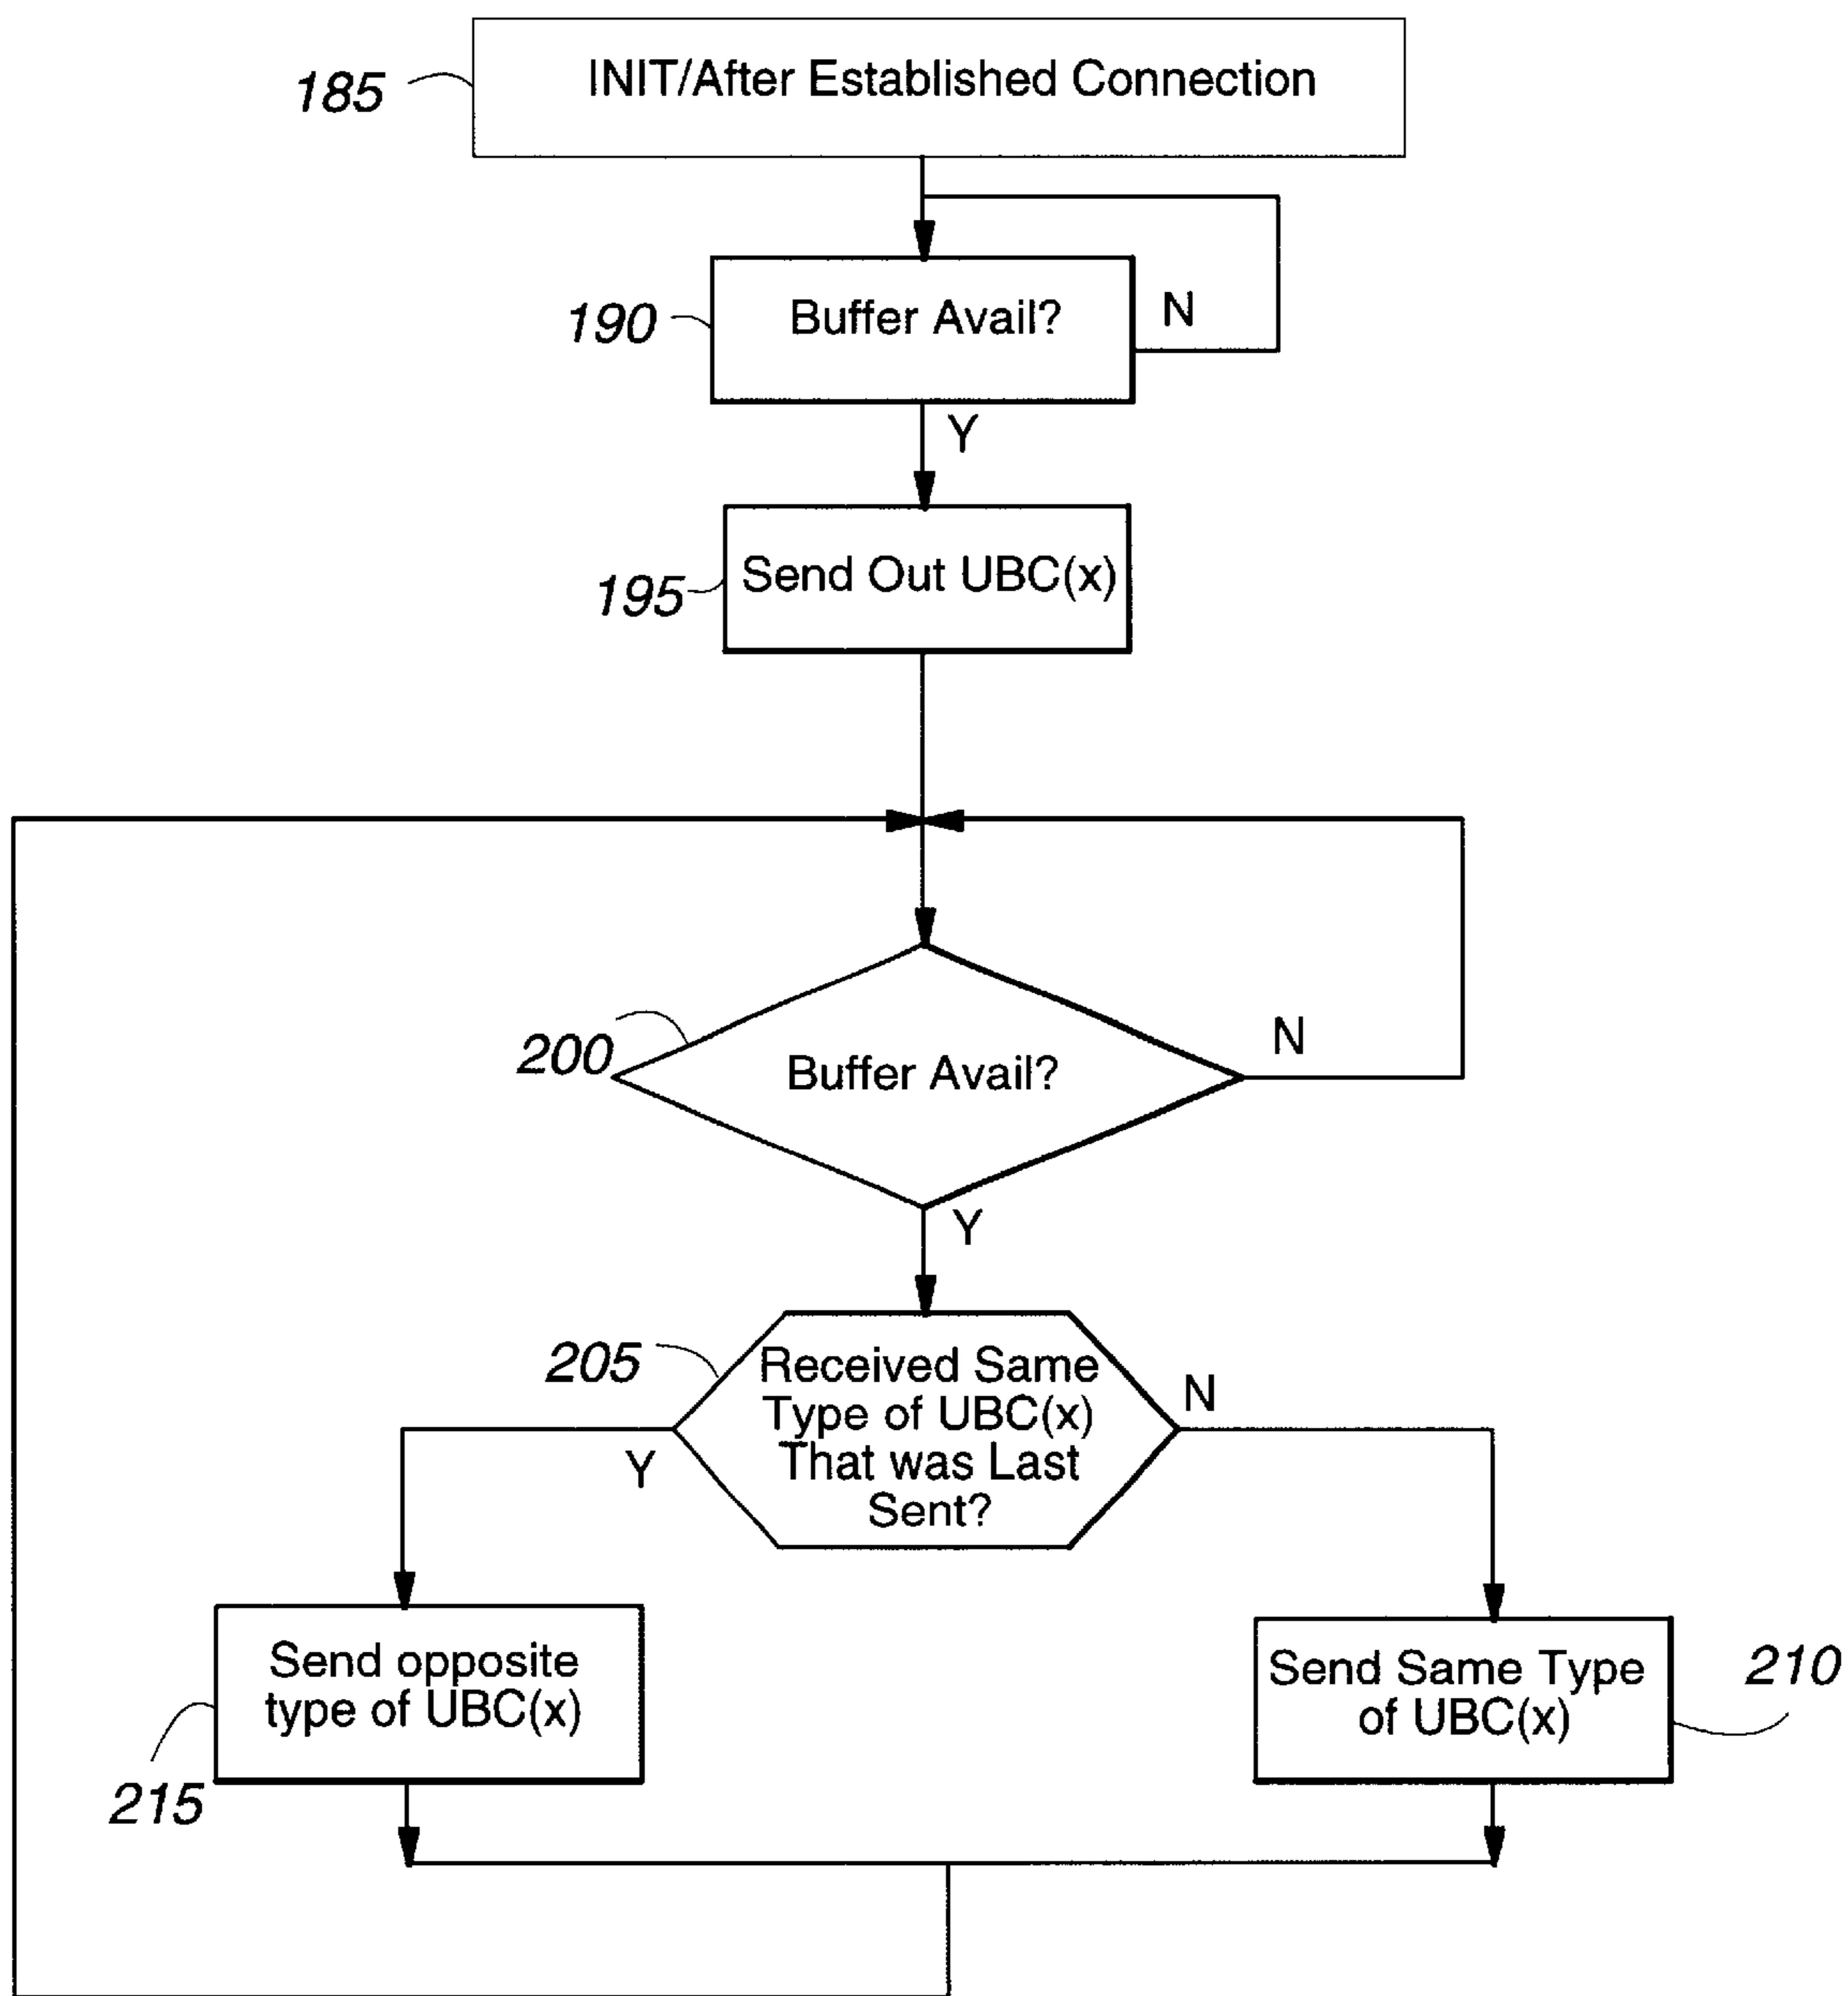 INIT/After Established Connection
185
Buffer Avail?
190
N
Y
Send Out UBC(x)
195
200
Buffer Avail?
N
Y
205
Received Same
Type of UBC(x)
That was Last
Sent?
N
Y
Send opposite
type of UBC(x)
215
Send Same Type
of UBC(x)
210